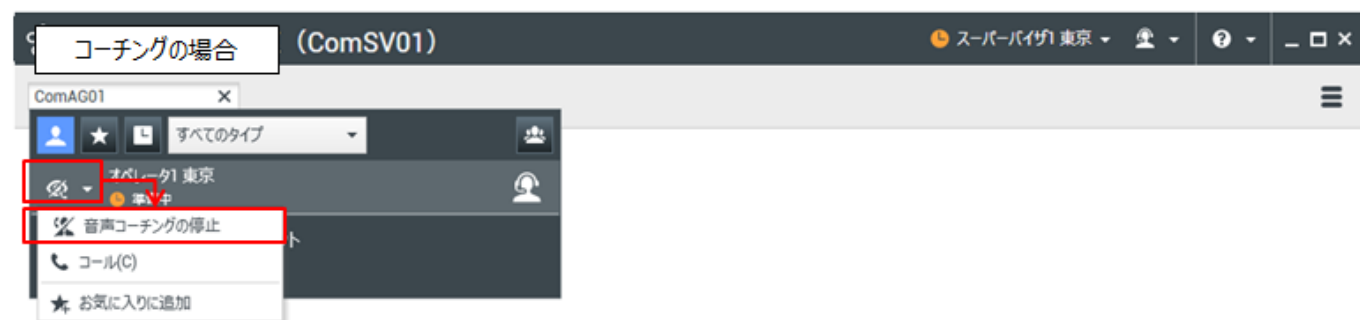 コーチングの場合
(ComSV01)
スーパーバイザ1 東京
ComAG01
すべてのタイプ
オペレータ1 東京
音声コーチングの停止
ト
コール(C)
お気に入りに追加